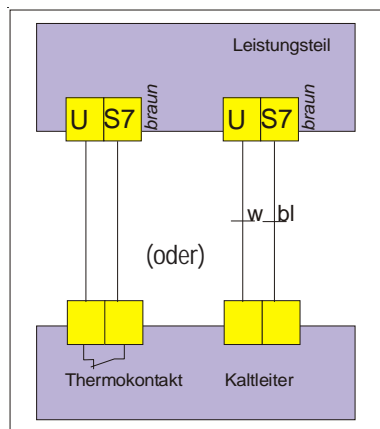 Leistungsteil
U S7 braun U S7 braun
w bl
(oder)
Thermokontakt Kaltleiter